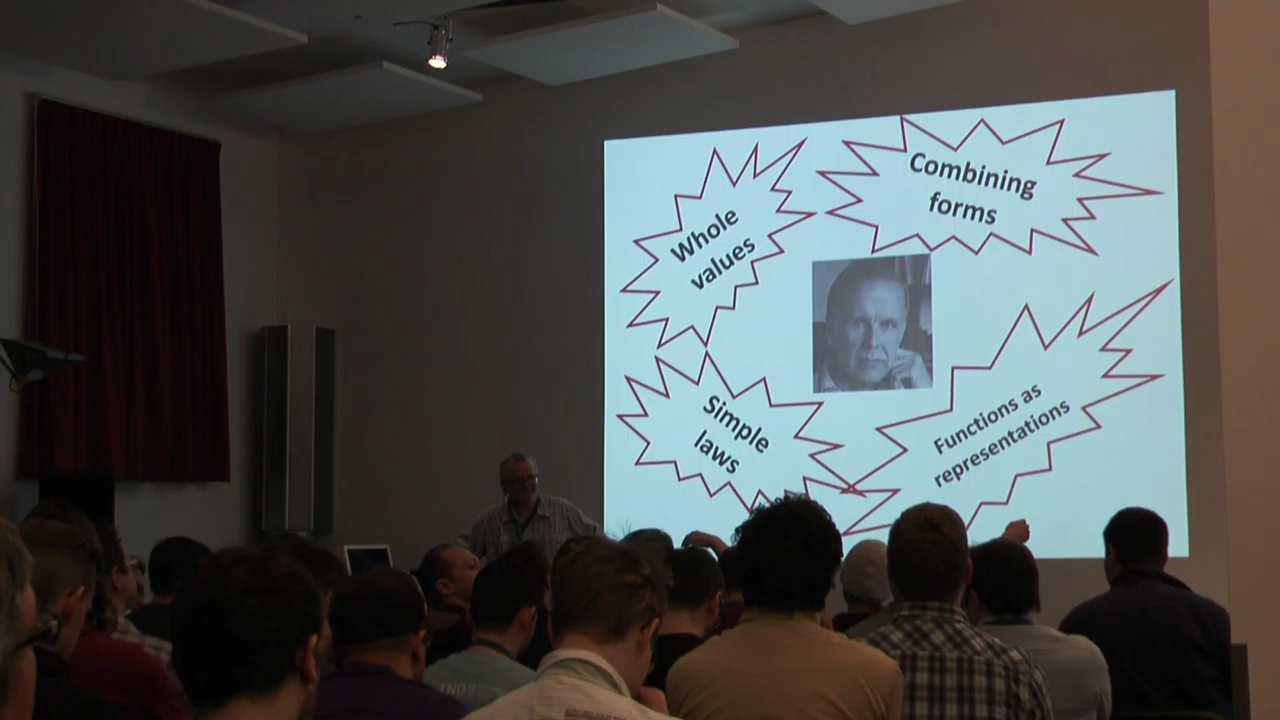 Whole
values
Combining
forms
Simple
laws
Functions as
representations